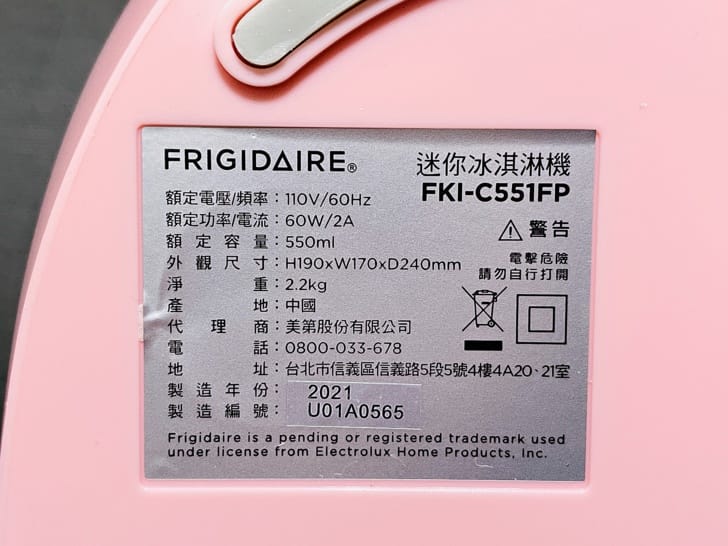 FRIGIDAIRE®
迷你冰淇淋機
FKI-C551FP
額定電壓/頻率：110V/60Hz
額定功率/電流：60W/2A
額定容量：550ml
外觀尺寸：H190xW170xD240mm
淨重：2.2kg
產地：中國
代理商：美第股份有限公司
電話：0800-033-678
地址：台北市信義區信義路5段5號4樓4A20、21室
製造年份：2021
製造編號：U01A0565
⚠ 警告
電擊危險
請勿自行打開
Frigidaire is a pending or registered trademark used
under license from Electrolux Home Products, Inc.